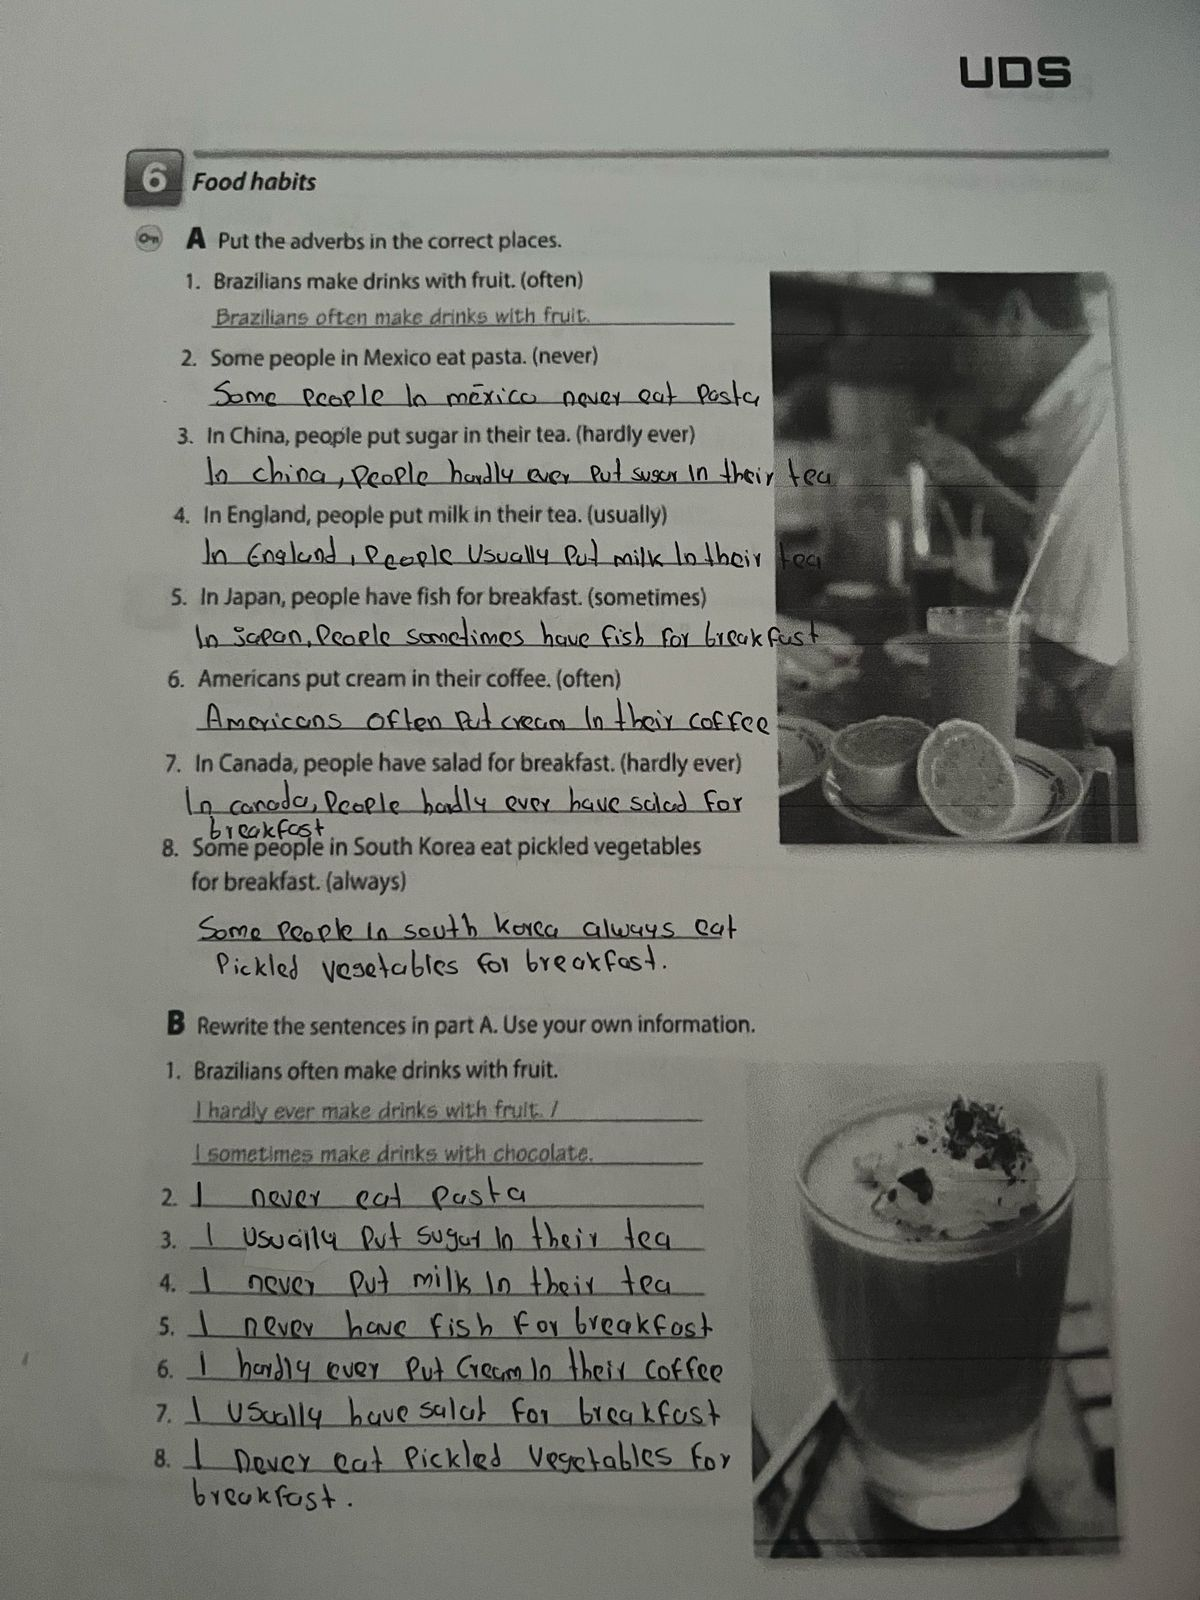 UDS
6 Food habits
A Put the adverbs in the correct places.
1. Brazilians make drinks with fruit. (often)
Brazilians often make drinks with fruit.
2. Some people in Mexico eat pasta. (never)
Some people In méxico never eat pasta
3. In China, people put sugar in their tea. (hardly ever)
In china, people hardly ever put sugar In their tea
4. In England, people put milk in their tea. (usually)
In England, people Usually put milk In their tea
5. In Japan, people have fish for breakfast. (sometimes)
In japan, people sometimes have fish for breakfast
6. Americans put cream in their coffee. (often)
Americans often put cream In their coffee
7. In Canada, people have salad for breakfast. (hardly ever)
In canada, people hadly ever have salad for
breakfast
8. Some people in South Korea eat pickled vegetables
for breakfast. (always)
Some people In south korea always eat
Pickled vegetables for breakfast.
B Rewrite the sentences in part A. Use your own information.
1. Brazilians often make drinks with fruit.
I hardly ever make drinks with fruit. /
I sometimes make drinks with chocolate.
2. I never eat pasta
3. I usually put sugar In their tea
4. I never put milk In their tea
5. I never have fish for breakfast
6. I hardly ever put Cream In their coffee
7. I usually have salat for breakfast
8. I never eat pickled vegetables for
breakfast.